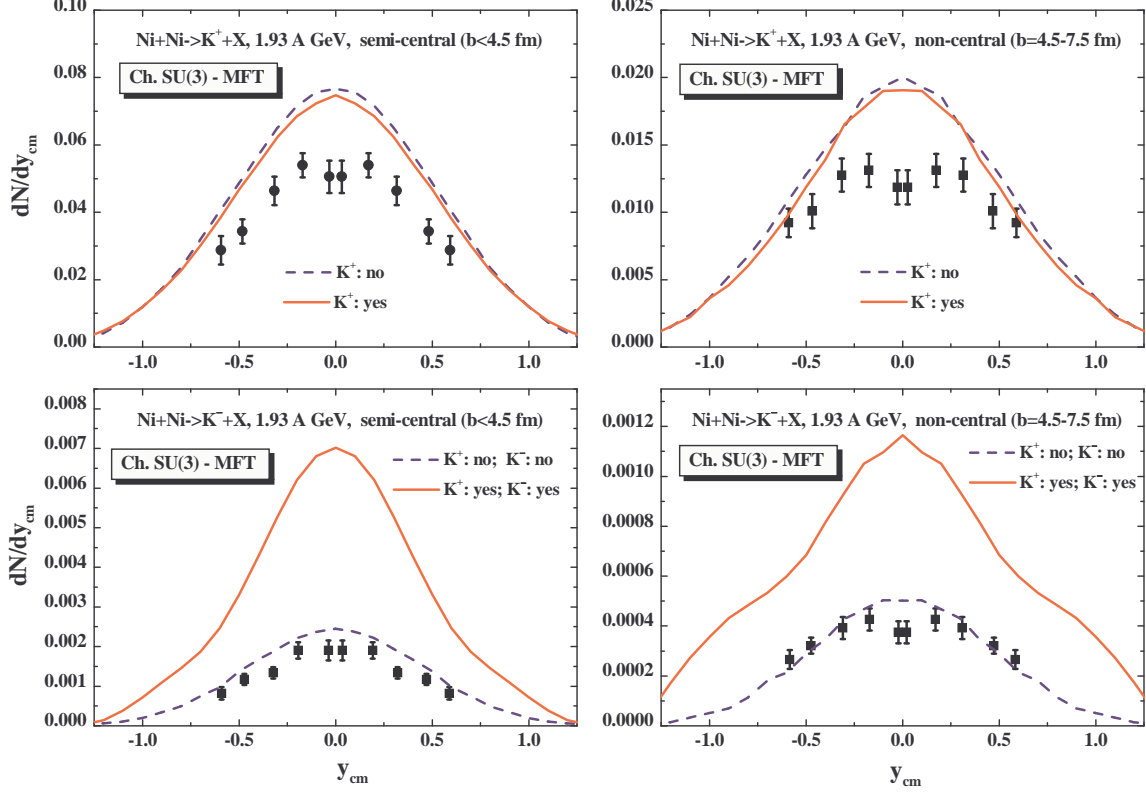 Ni+Ni->K⁺+X, 1.93 A GeV, semi-central (b<4.5 fm)
Ch. SU(3) - MFT
K⁺: no
K⁺: yes
dN/dy_cm
0.10
0.08
0.06
0.04
0.02
0.00
-1.0
-0.5
0.0
0.5
1.0
Ni+Ni->K⁺+X, 1.93 A GeV, non-central (b=4.5-7.5 fm)
Ch. SU(3) - MFT
K⁺: no
K⁺: yes
0.025
0.020
0.015
0.010
0.005
0.000
-1.0
-0.5
0.0
0.5
1.0
Ni+Ni->K⁻+X, 1.93 A GeV, semi-central (b<4.5 fm)
Ch. SU(3) - MFT
K⁺: no; K⁻: no
K⁺: yes; K⁻: yes
dN/dy_cm
0.008
0.007
0.006
0.005
0.004
0.003
0.002
0.001
0.000
-1.0
-0.5
0.0
0.5
1.0
y_cm
Ni+Ni->K⁻+X, 1.93 A GeV, non-central (b=4.5-7.5 fm)
Ch. SU(3) - MFT
K⁺: no; K⁻: no
K⁺: yes; K⁻: yes
0.0012
0.0010
0.0008
0.0006
0.0004
0.0002
0.0000
-1.0
-0.5
0.0
0.5
1.0
y_cm